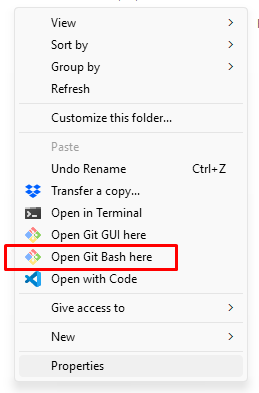 View
Sort by
Group by
Refresh
Customize this folder...
Paste
Undo Rename Ctrl+Z
Transfer a copy...
Open in Terminal
Open Git GUI here
Open Git Bash here
Open with Code
Give access to
New
Properties